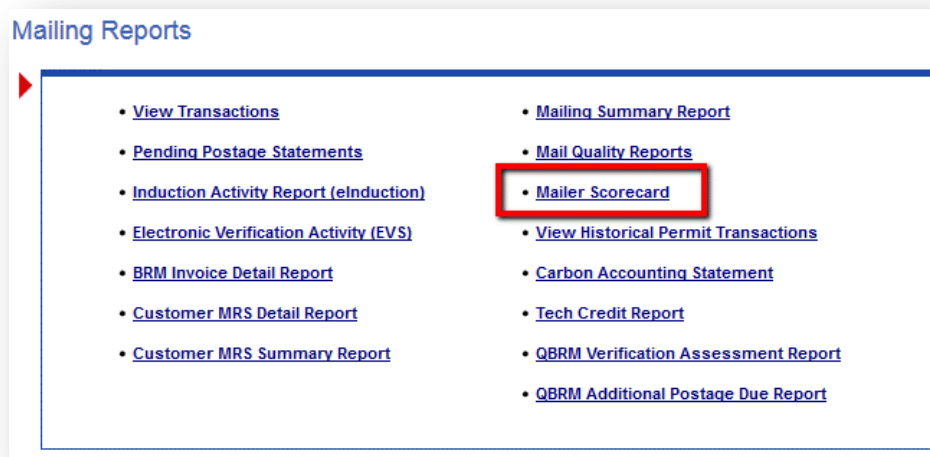 Mailing Reports
• View Transactions
• Pending Postage Statements
• Induction Activity Report (eInduction)
• Electronic Verification Activity (EVS)
• BRM Invoice Detail Report
• Customer MRS Detail Report
• Customer MRS Summary Report
• Mailing Summary Report
• Mail Quality Reports
• Mailer Scorecard
• View Historical Permit Transactions
• Carbon Accounting Statement
• Tech Credit Report
• QBRM Verification Assessment Report
• QBRM Additional Postage Due Report